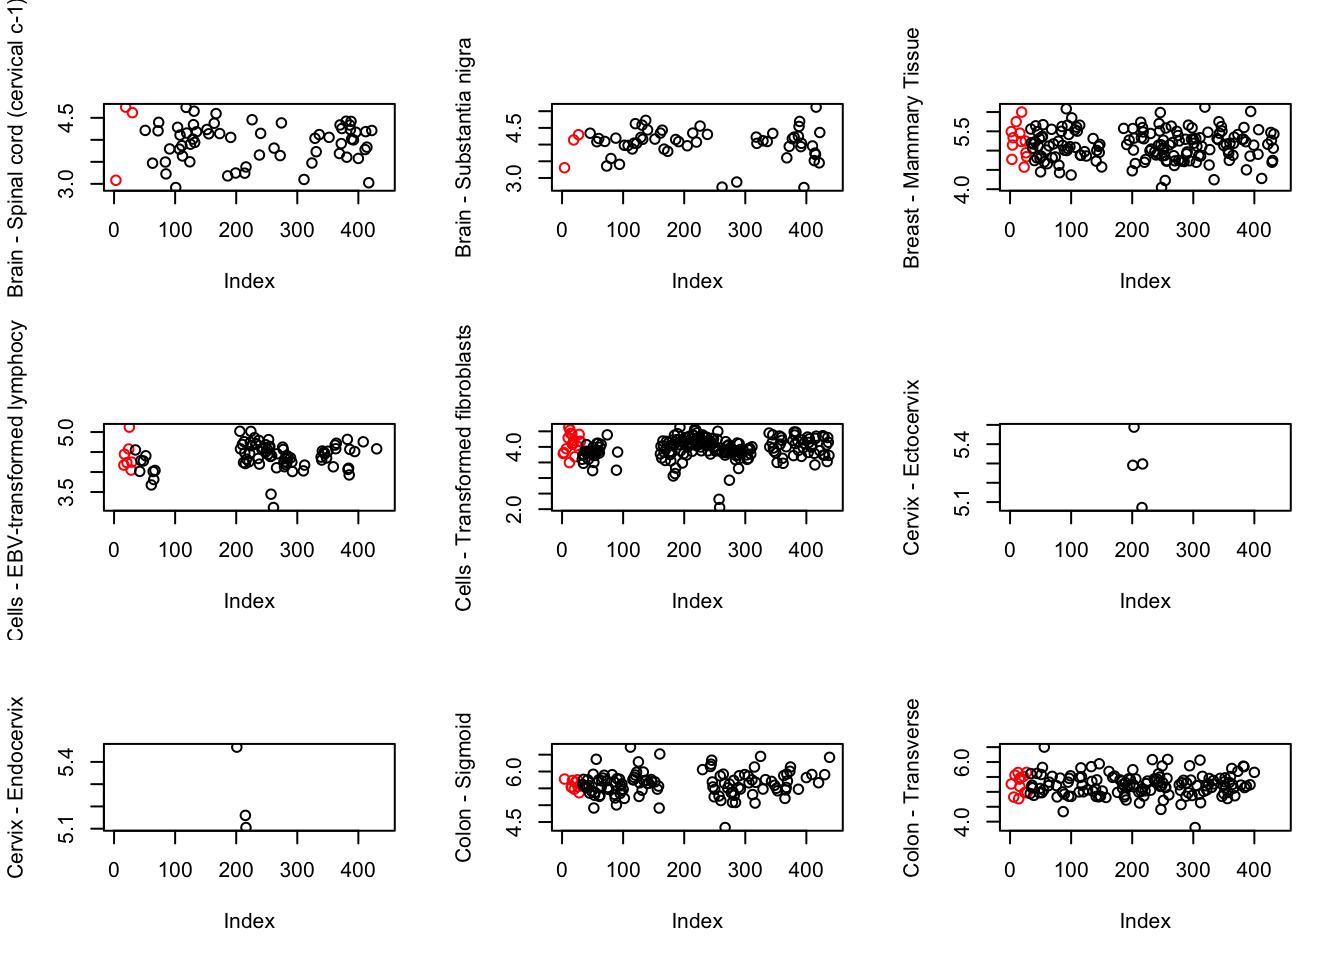 Brain - Spinal cord (cervical c-1)
3.0 4.5
0 100 200 300 400
Index
Brain - Substantia nigra
3.0 4.5
0 100 200 300 400
Index
Breast - Mammary Tissue
4.0 5.5
0 100 200 300 400
Index
Cells - EBV-transformed lymphocy
3.5 5.0
0 100 200 300 400
Index
Cells - Transformed fibroblasts
2.0 4.0
0 100 200 300 400
Index
Cervix - Ectocervix
5.1 5.4
0 100 200 300 400
Index
Cervix - Endocervix
5.1 5.4
0 100 200 300 400
Index
Colon - Sigmoid
4.5 6.0
0 100 200 300 400
Index
Colon - Transverse
4.0 6.0
0 100 200 300 400
Index